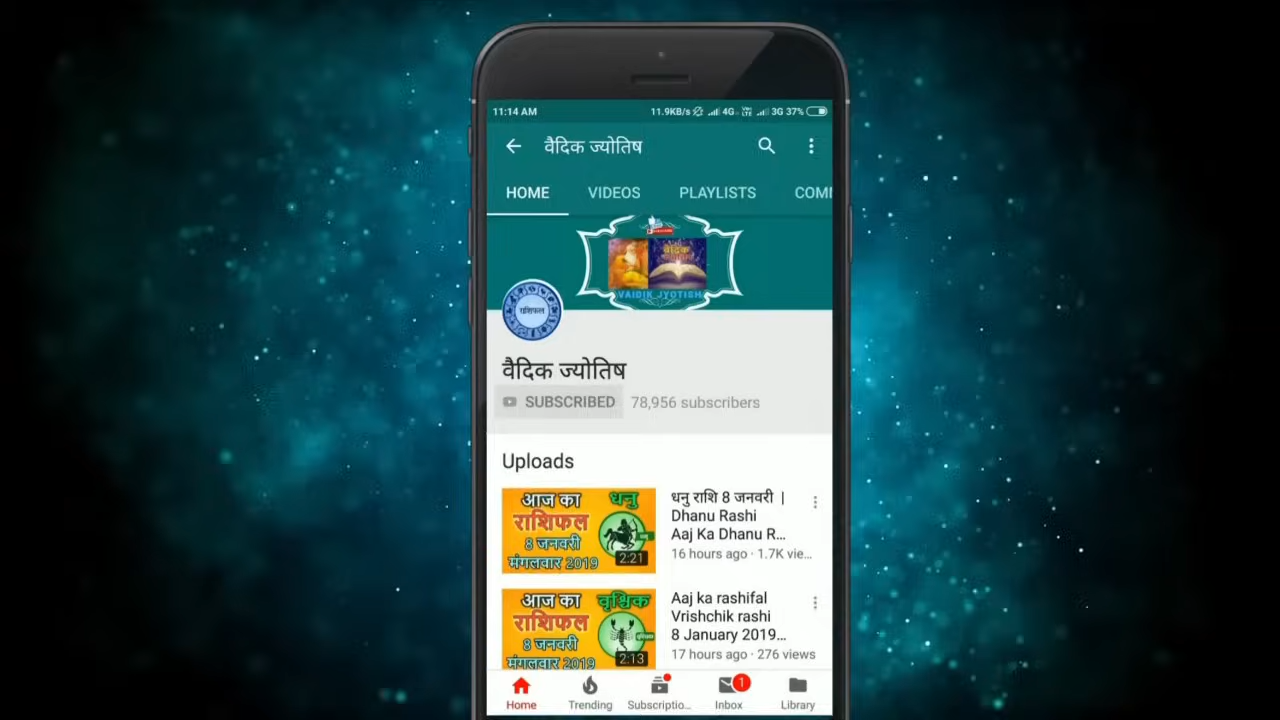 11:14 AM
11.9KB/s 4G VoLTE 3G 37%
वैदिक ज्योतिष
HOME VIDEOS PLAYLISTS COMM
वैदिक
VAIDIK JYOTISH
राशिफल
वैदिक ज्योतिष
SUBSCRIBED 78,956 subscribers
Uploads
आज का धनु
राशिफल
8 जनवरी
मंगलवार 2019
2:21
धनु राशि 8 जनवरी |
Dhanu Rashi
Aaj Ka Dhanu R...
16 hours ago · 1.7K vie...
आज का वृश्चिक
राशिफल
8 जनवरी
मंगलवार 2019
2:13
Aaj ka rashifal
Vrishchik rashi
8 January 2019...
17 hours ago · 276 views
1
Home Trending Subscriptio... Inbox Library